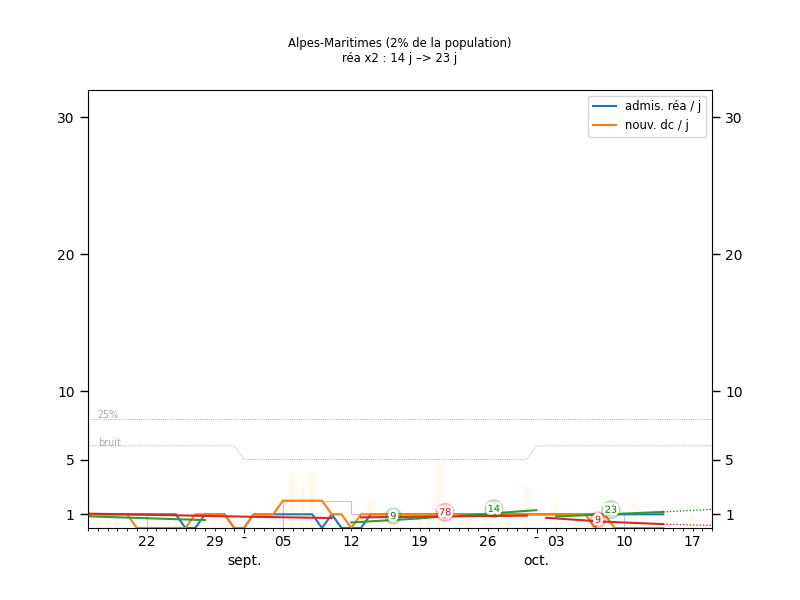 Alpes-Maritimes (2% de la population)
réa x2 : 14 j –> 23 j
admis. réa / j
nouv. dc / j
30 30
20 20
10 10
25%
bruit
5 5
1 1
9 78 14 9 23
22 29 05 12 19 26 03 10 17
sept. oct.